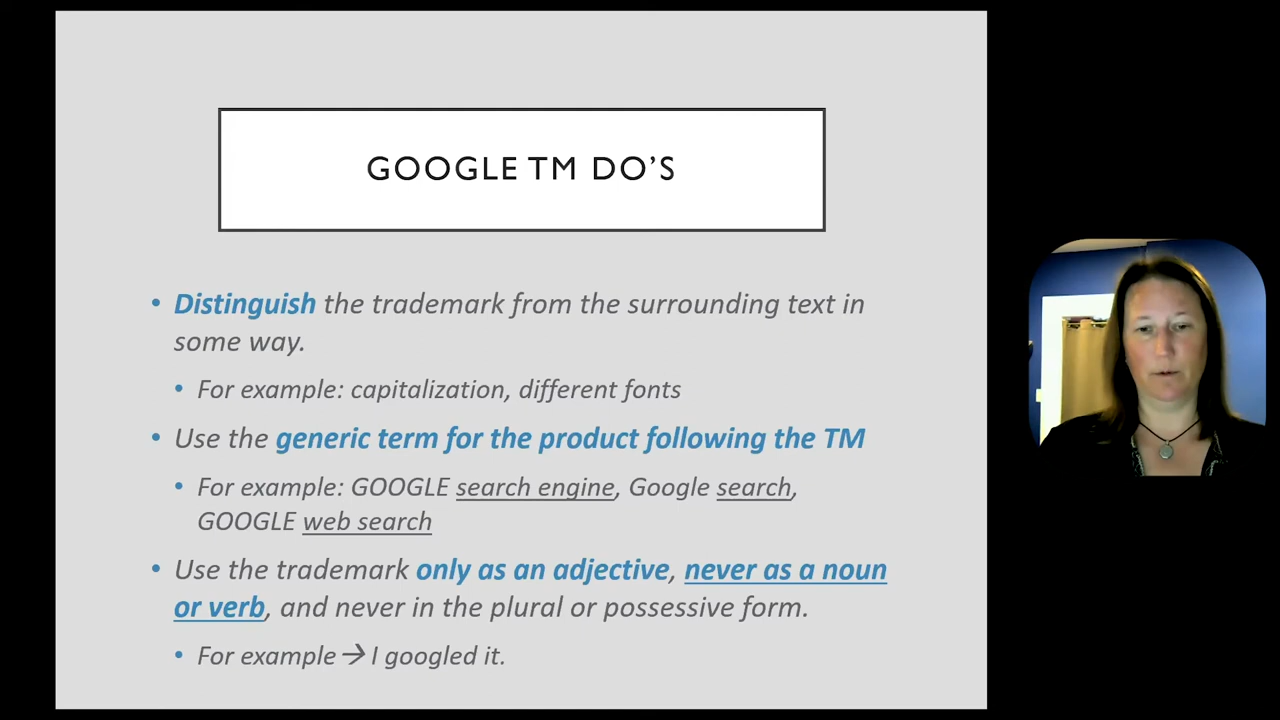 GOOGLE TM DO’S
• Distinguish the trademark from the surrounding text in
some way.
• For example: capitalization, different fonts
• Use the generic term for the product following the TM
• For example: GOOGLE search engine, Google search,
GOOGLE web search
• Use the trademark only as an adjective, never as a noun
or verb, and never in the plural or possessive form.
• For example → I googled it.